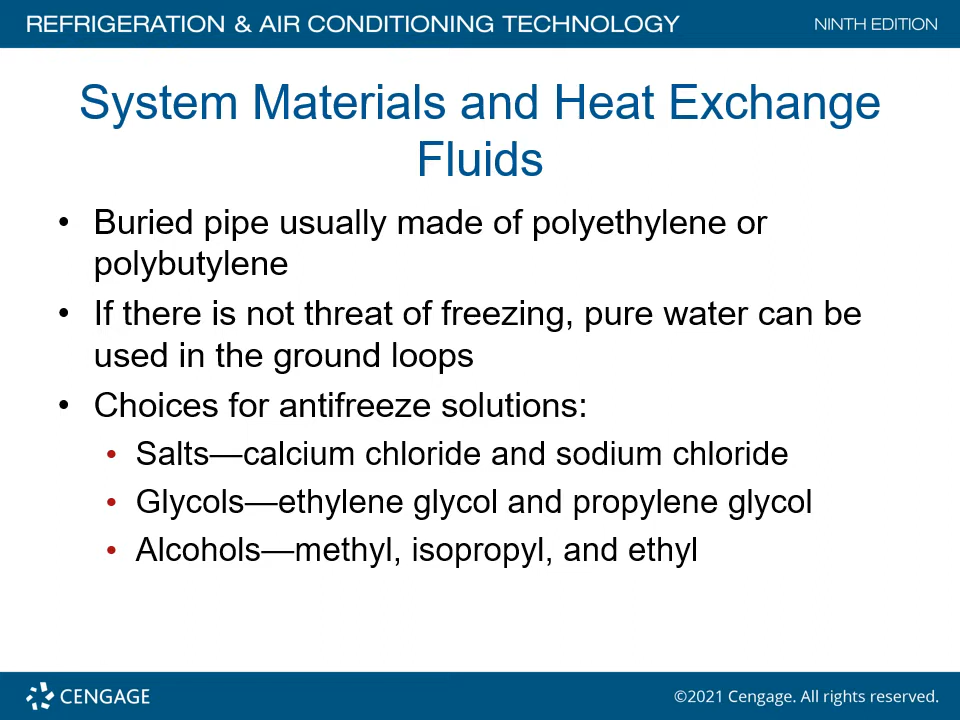 REFRIGERATION & AIR CONDITIONING TECHNOLOGY NINTH EDITION
System Materials and Heat Exchange
Fluids
• Buried pipe usually made of polyethylene or
polybutylene
• If there is not threat of freezing, pure water can be
used in the ground loops
• Choices for antifreeze solutions:
• Salts—calcium chloride and sodium chloride
• Glycols—ethylene glycol and propylene glycol
• Alcohols—methyl, isopropyl, and ethyl
CENGAGE ©2021 Cengage. All rights reserved.